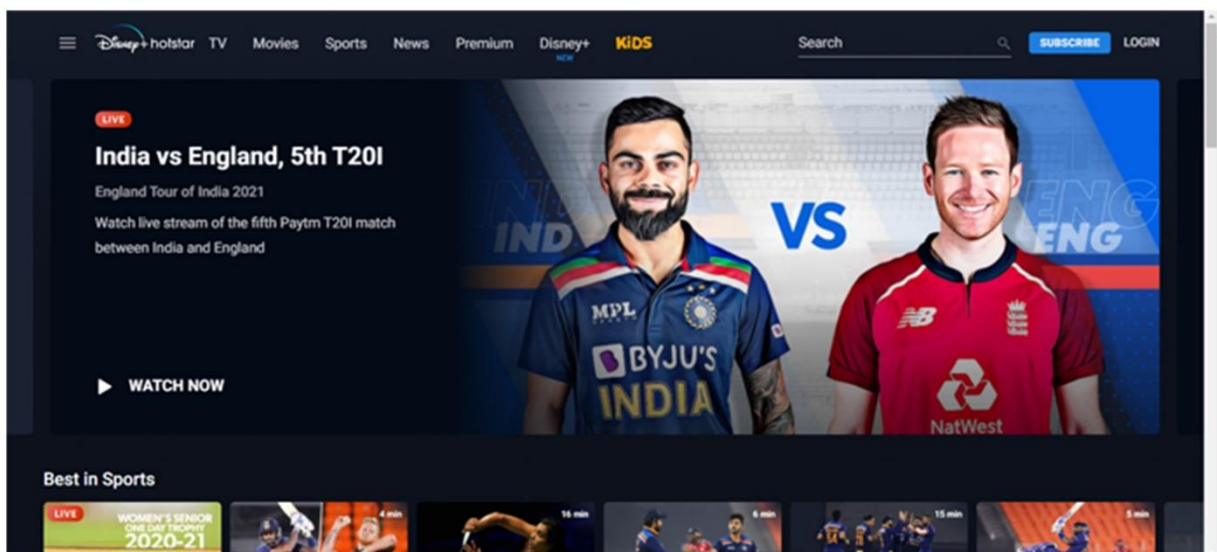 Disney+ hotstar TV Movies Sports News Premium Disney+ KiDS Search SUBSCRIBE LOGIN
NEW
LIVE
India vs England, 5th T20I
England Tour of India 2021
Watch live stream of the fifth Paytm T20I match
between India and England
WATCH NOW
IND
IND
VS
ENG
ENG
MPL
SPORTS
BYJU'S
INDIA
NB
NatWest
Best in Sports
LIVE
WOMEN'S SENIOR
ONE DAY TROPHY
2020-21
4 min
16 min
6 min
15 min
5 min